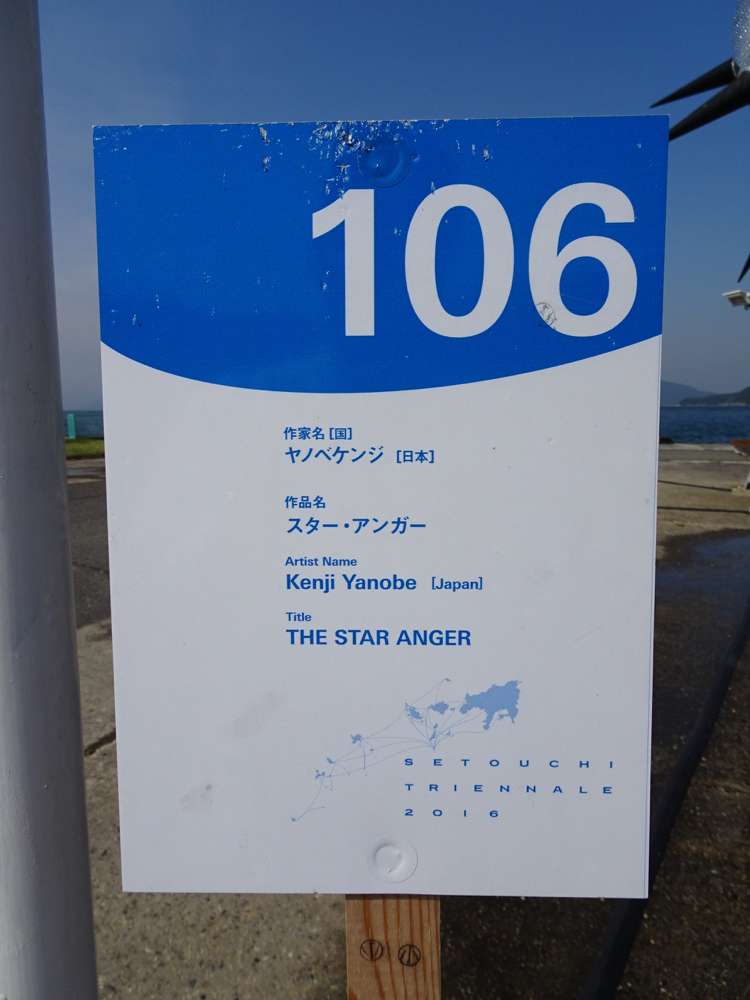 106
作家名［国］
ヤノベケンジ ［日本］
作品名
スター・アンガー
Artist Name
Kenji Yanobe [Japan]
Title
THE STAR ANGER
SETOUCHI
TRIENNALE
2016